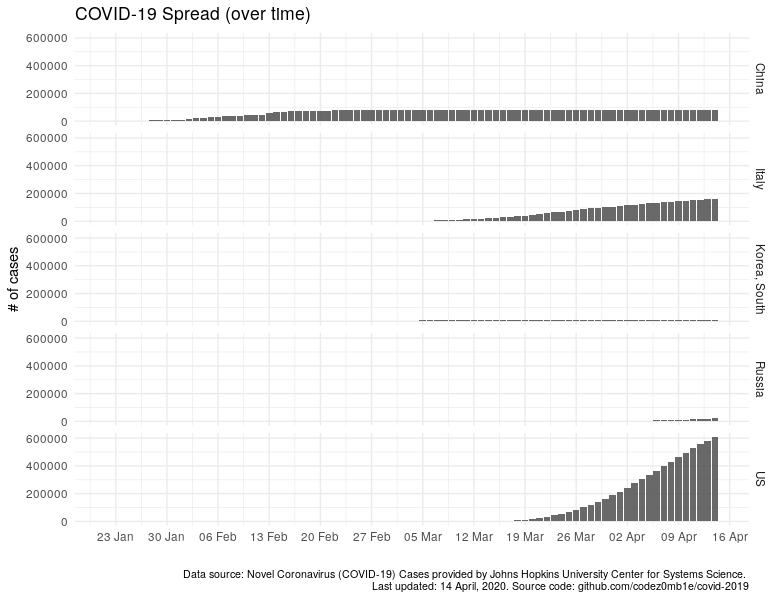 COVID-19 Spread (over time)
600000
400000
200000
0
China
600000
400000
200000
0
Italy
# of cases
600000
400000
200000
0
Korea, South
600000
400000
200000
0
Russia
600000
400000
200000
0
US
23 Jan 30 Jan 06 Feb 13 Feb 20 Feb 27 Feb 05 Mar 12 Mar 19 Mar 26 Mar 02 Apr 09 Apr 16 Apr
Data source: Novel Coronavirus (COVID-19) Cases provided by Johns Hopkins University Center for Systems Science.
Last updated: 14 April, 2020. Source code: github.com/codez0mb1e/covid-2019